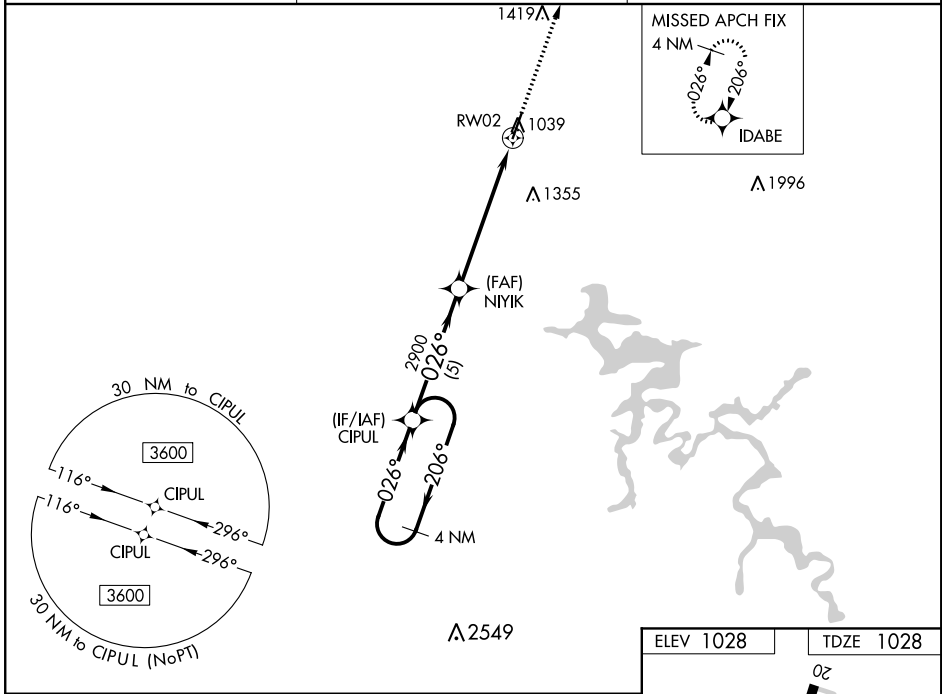 1419
MISSED APCH FIX
4 NM
026°
206°
IDABE
RW02
1039
1355
1996
(FAF)
NIYIK
2900
026°
(5)
(IF/IAF)
CIPUL
026°
206°
4 NM
30 NM to CIPUL
3600
116°
CIPUL
296°
116°
CIPUL
296°
3600
30 NM to CIPUL (NoPT)
2549
ELEV 1028
TDZE 1028
20